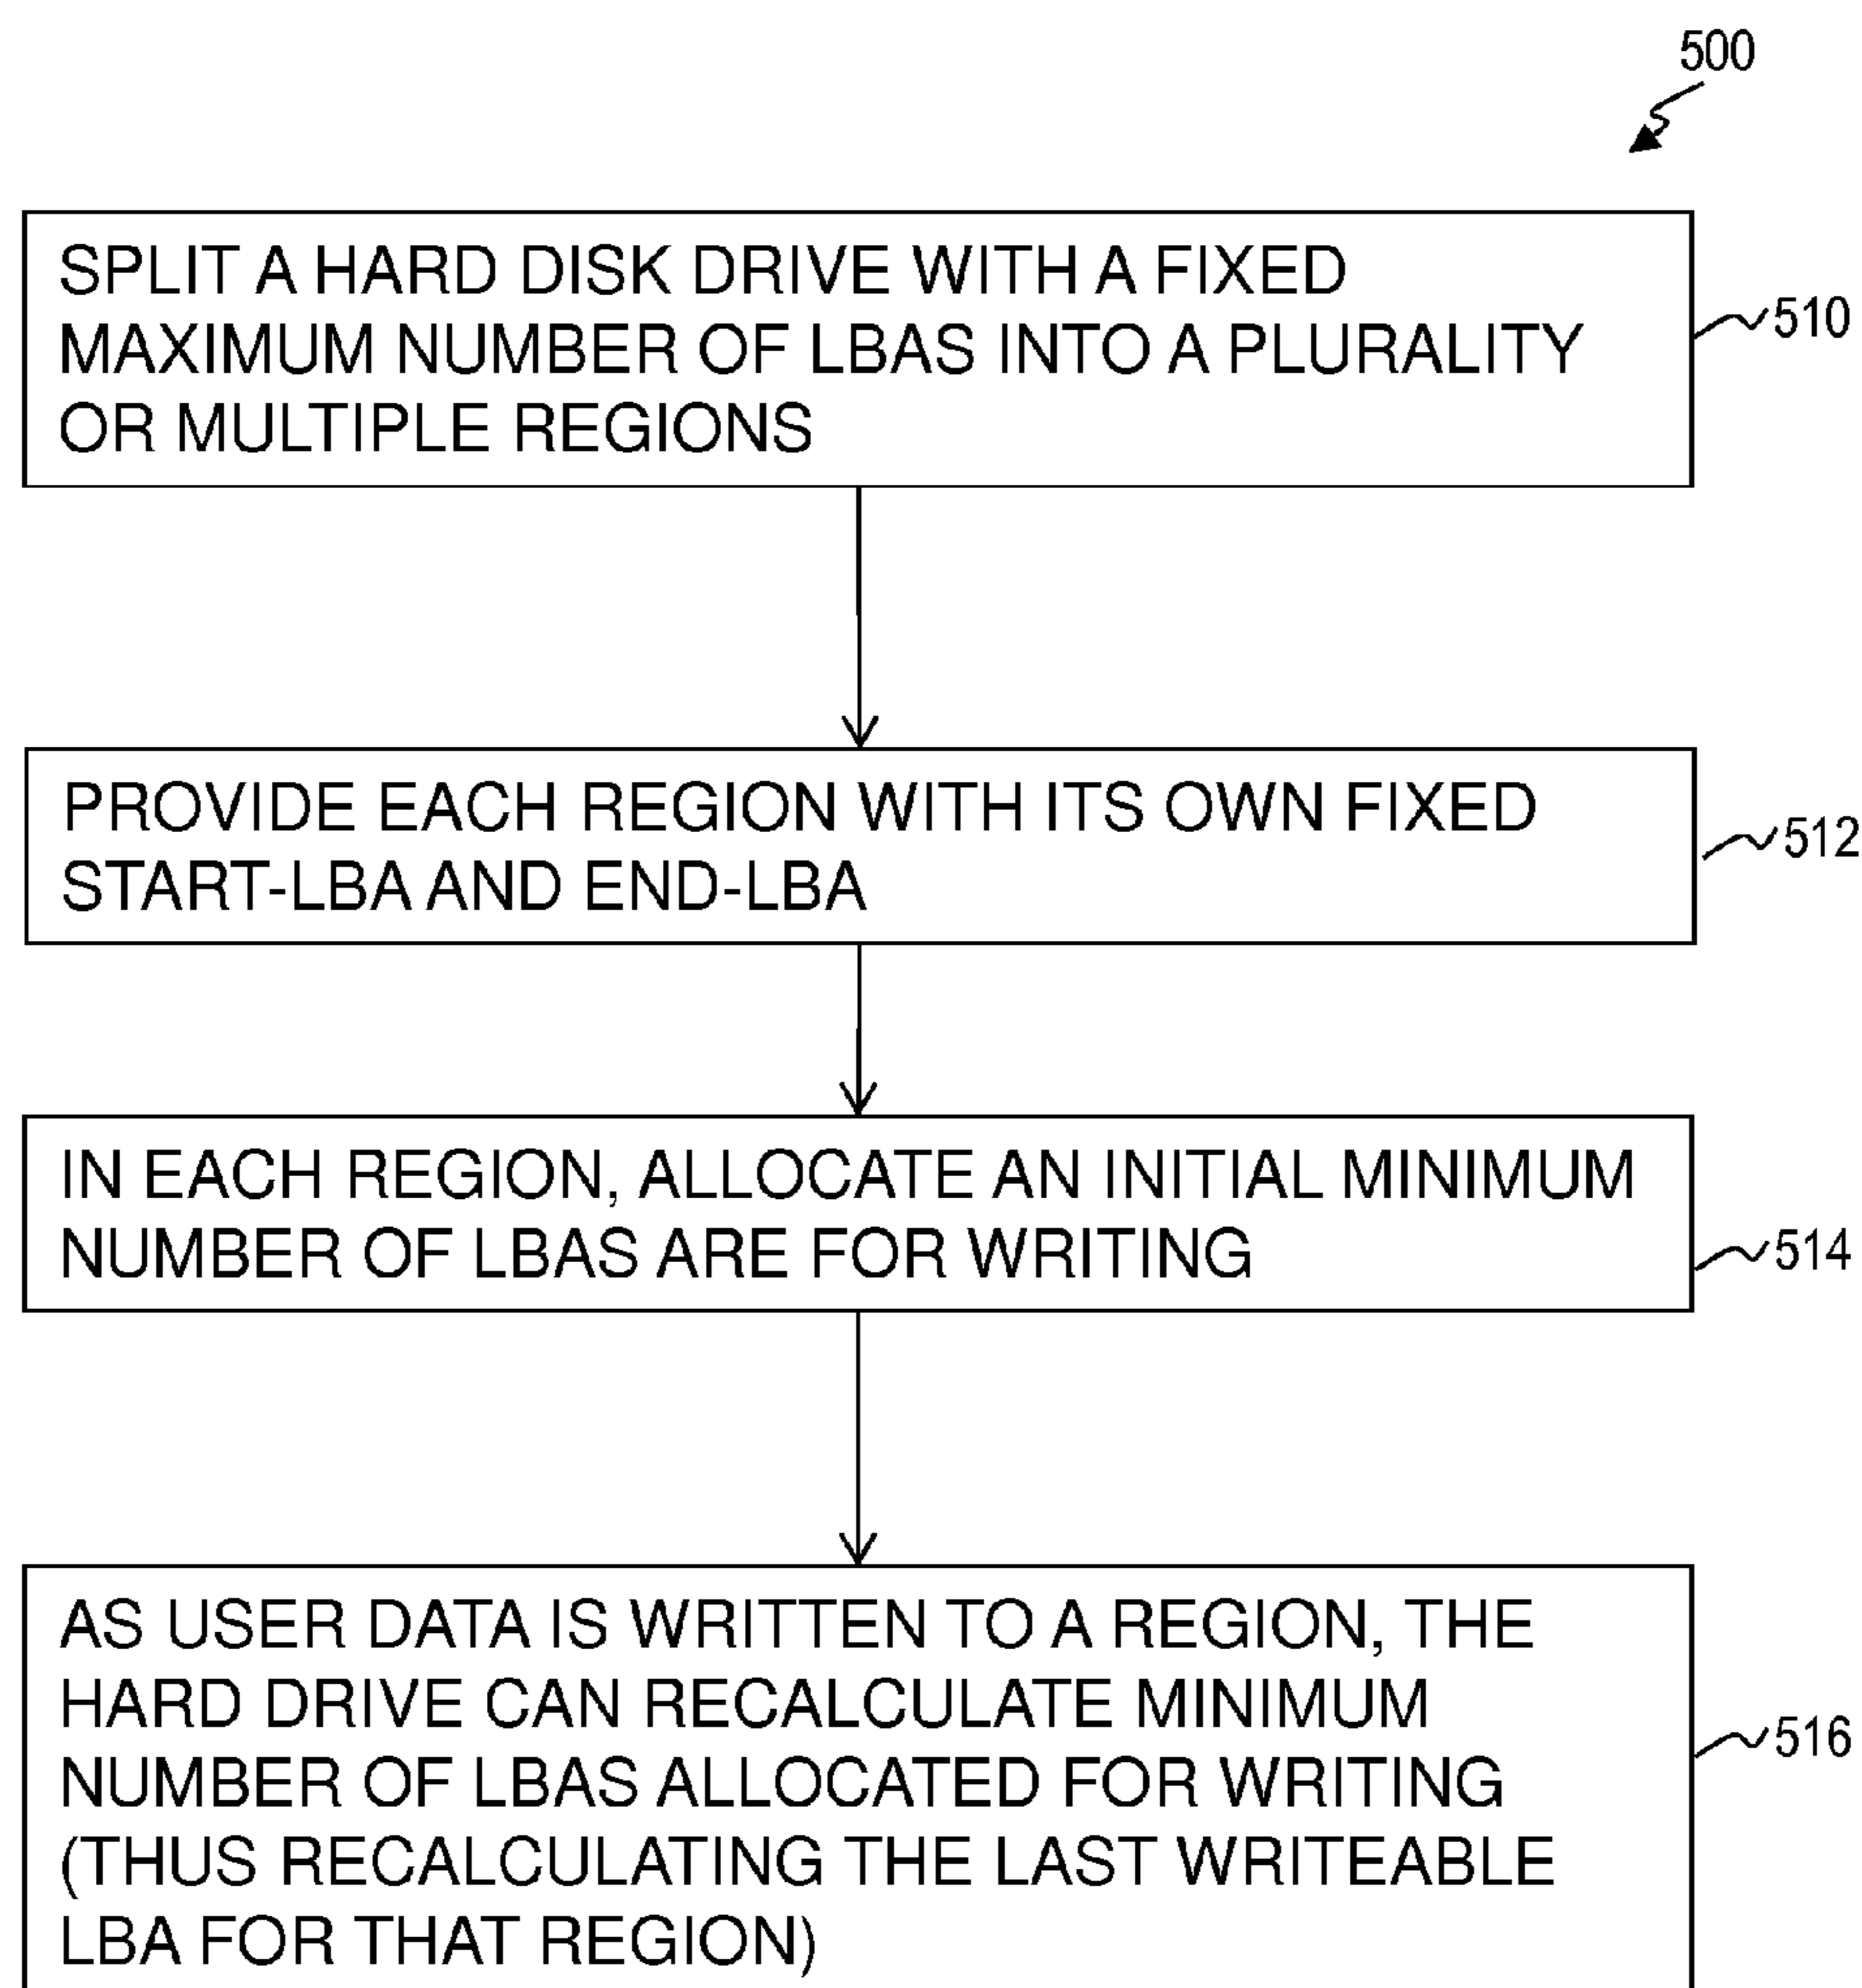 500
SPLIT A HARD DISK DRIVE WITH A FIXED
MAXIMUM NUMBER OF LBAS INTO A PLURALITY
OR MULTIPLE REGIONS
510
PROVIDE EACH REGION WITH ITS OWN FIXED
START-LBA AND END-LBA
512
IN EACH REGION, ALLOCATE AN INITIAL MINIMUM
NUMBER OF LBAS ARE FOR WRITING
514
AS USER DATA IS WRITTEN TO A REGION, THE
HARD DRIVE CAN RECALCULATE MINIMUM
NUMBER OF LBAS ALLOCATED FOR WRITING
(THUS RECALCULATING THE LAST WRITEABLE
LBA FOR THAT REGION)
516